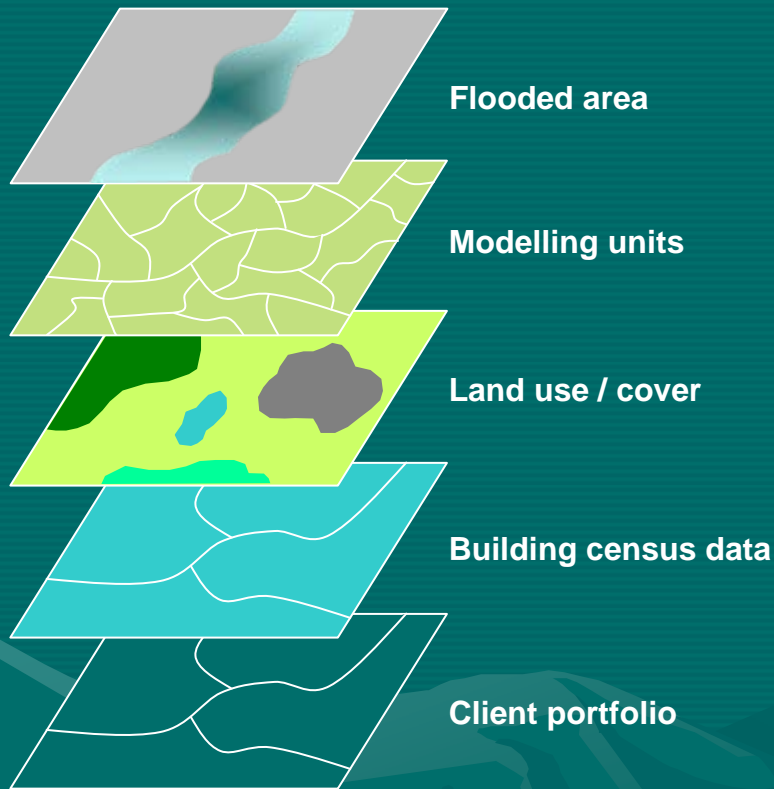 Flooded area
Modelling units
Land use / cover
Building census data
Client portfolio